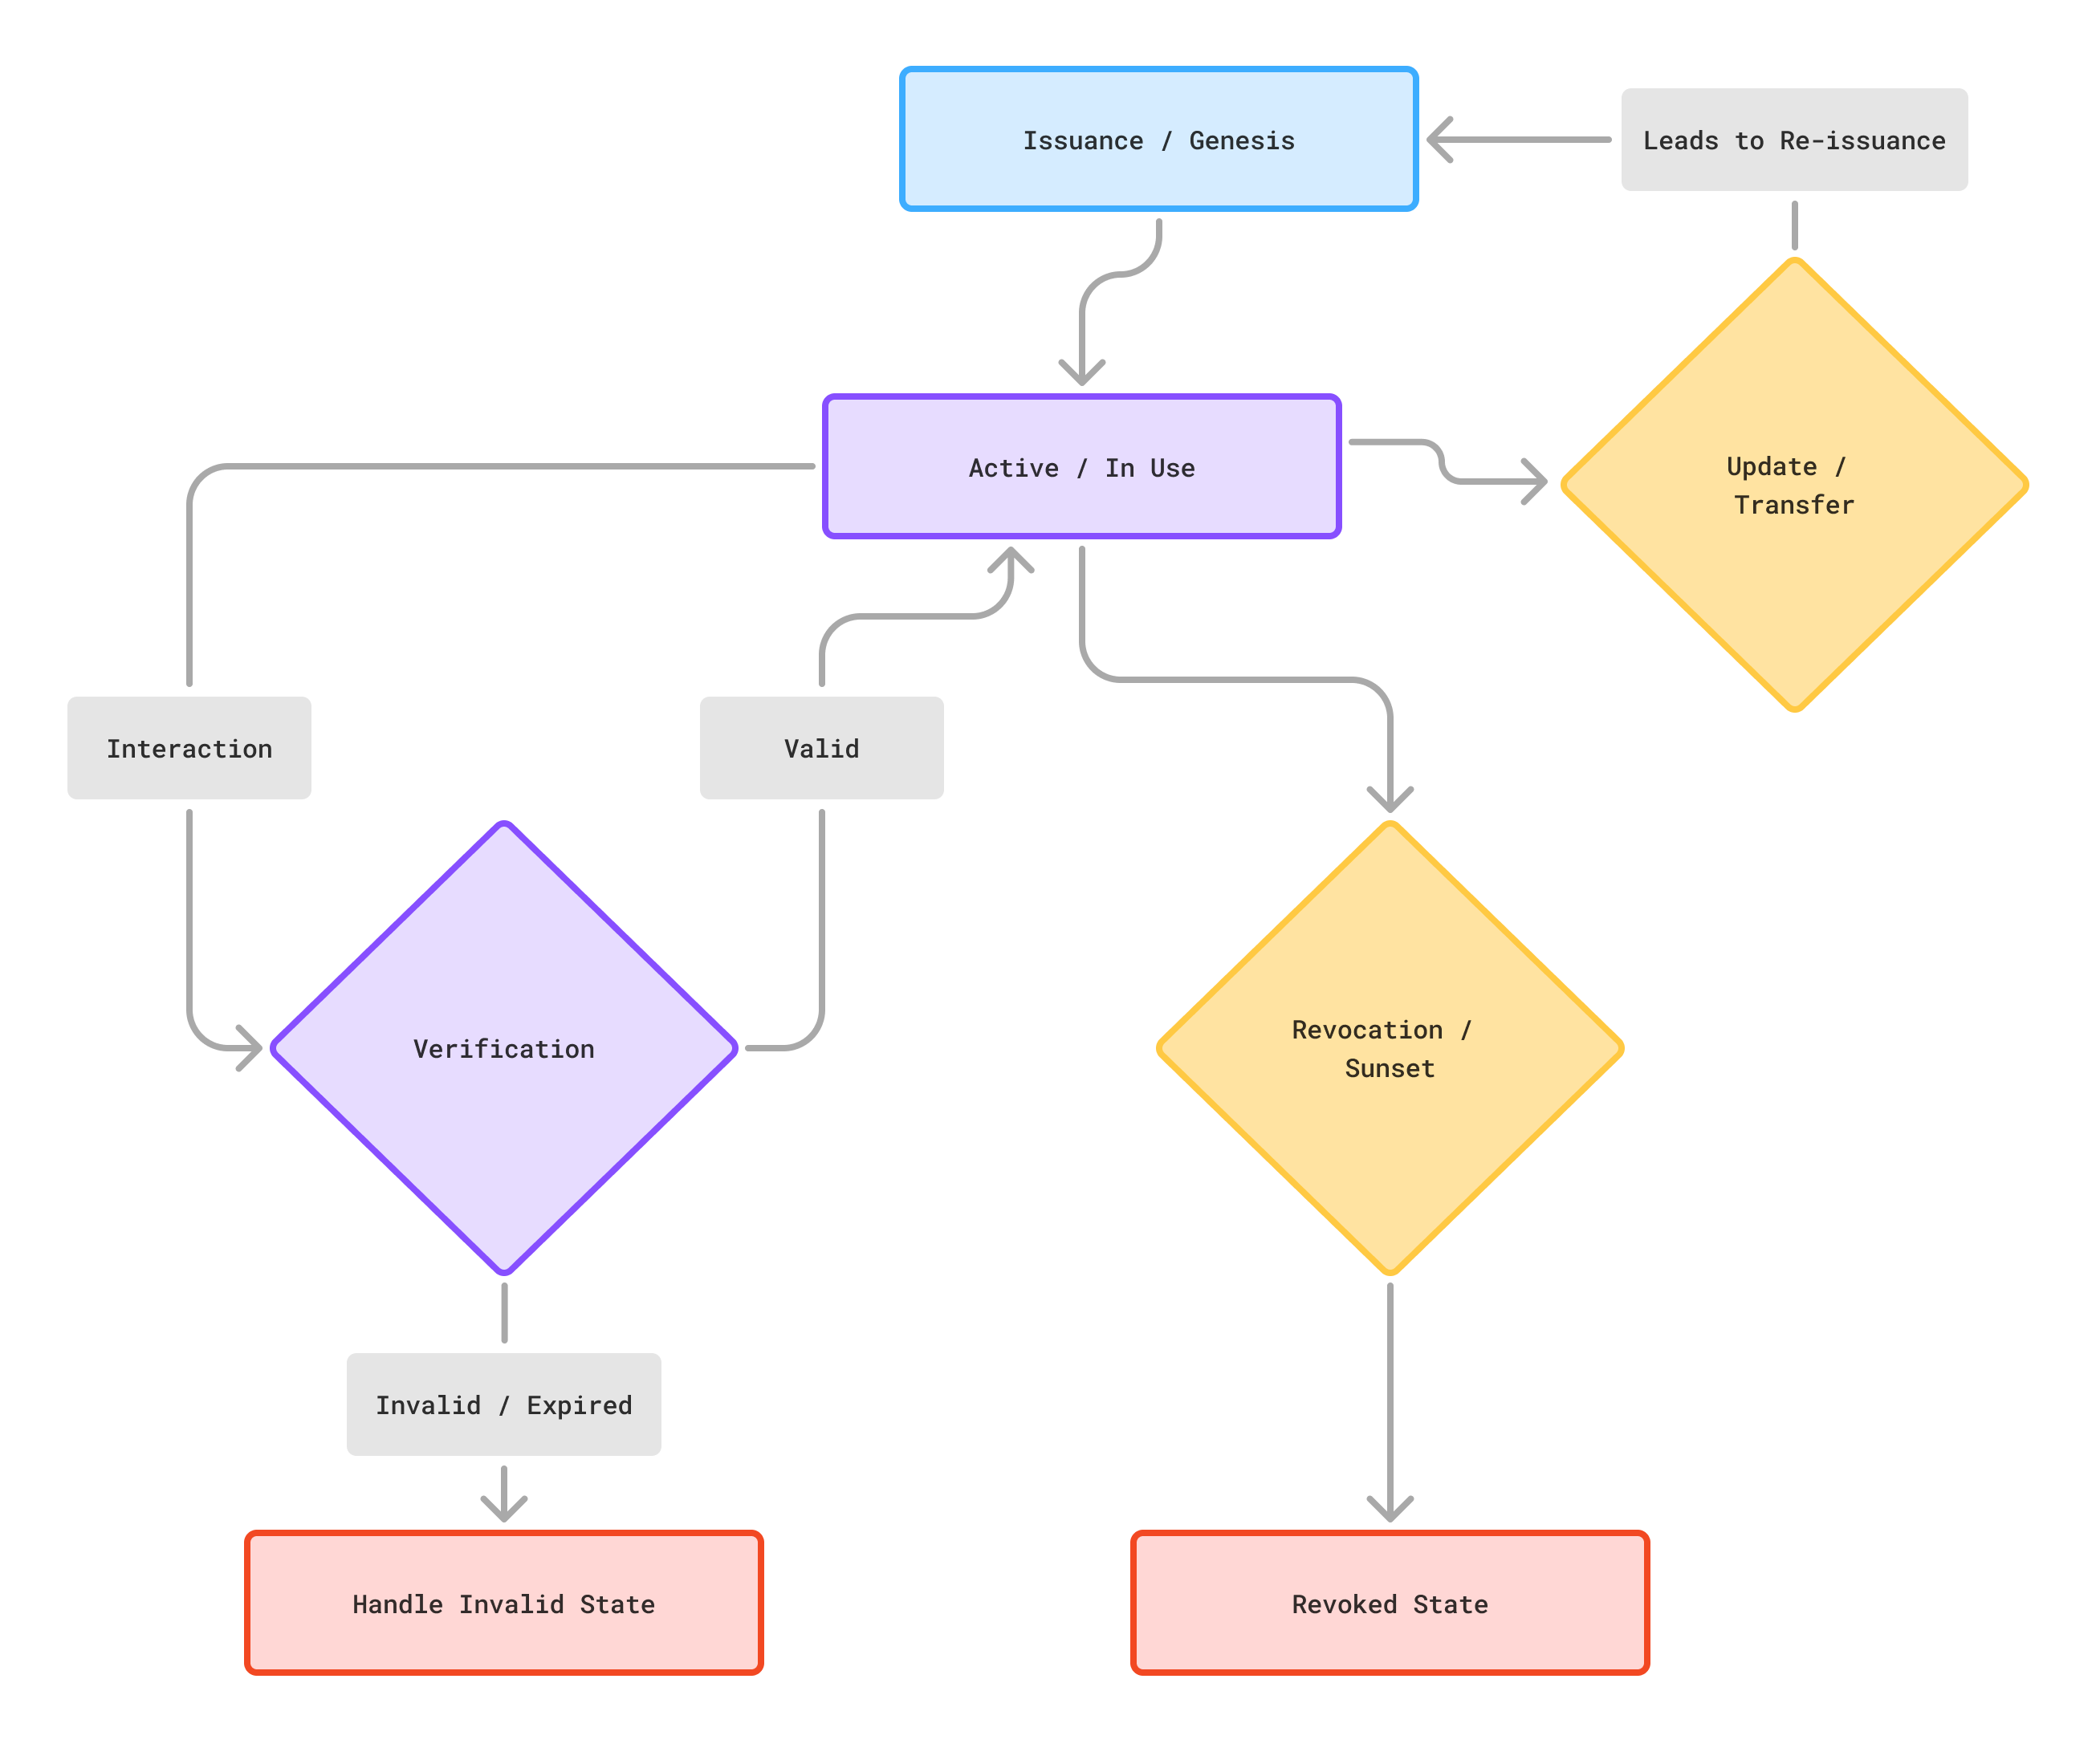 Issuance / Genesis
Leads to Re-issuance
Active / In Use
Update /
Transfer
Interaction
Valid
Verification
Revocation /
Sunset
Invalid / Expired
Handle Invalid State
Revoked State